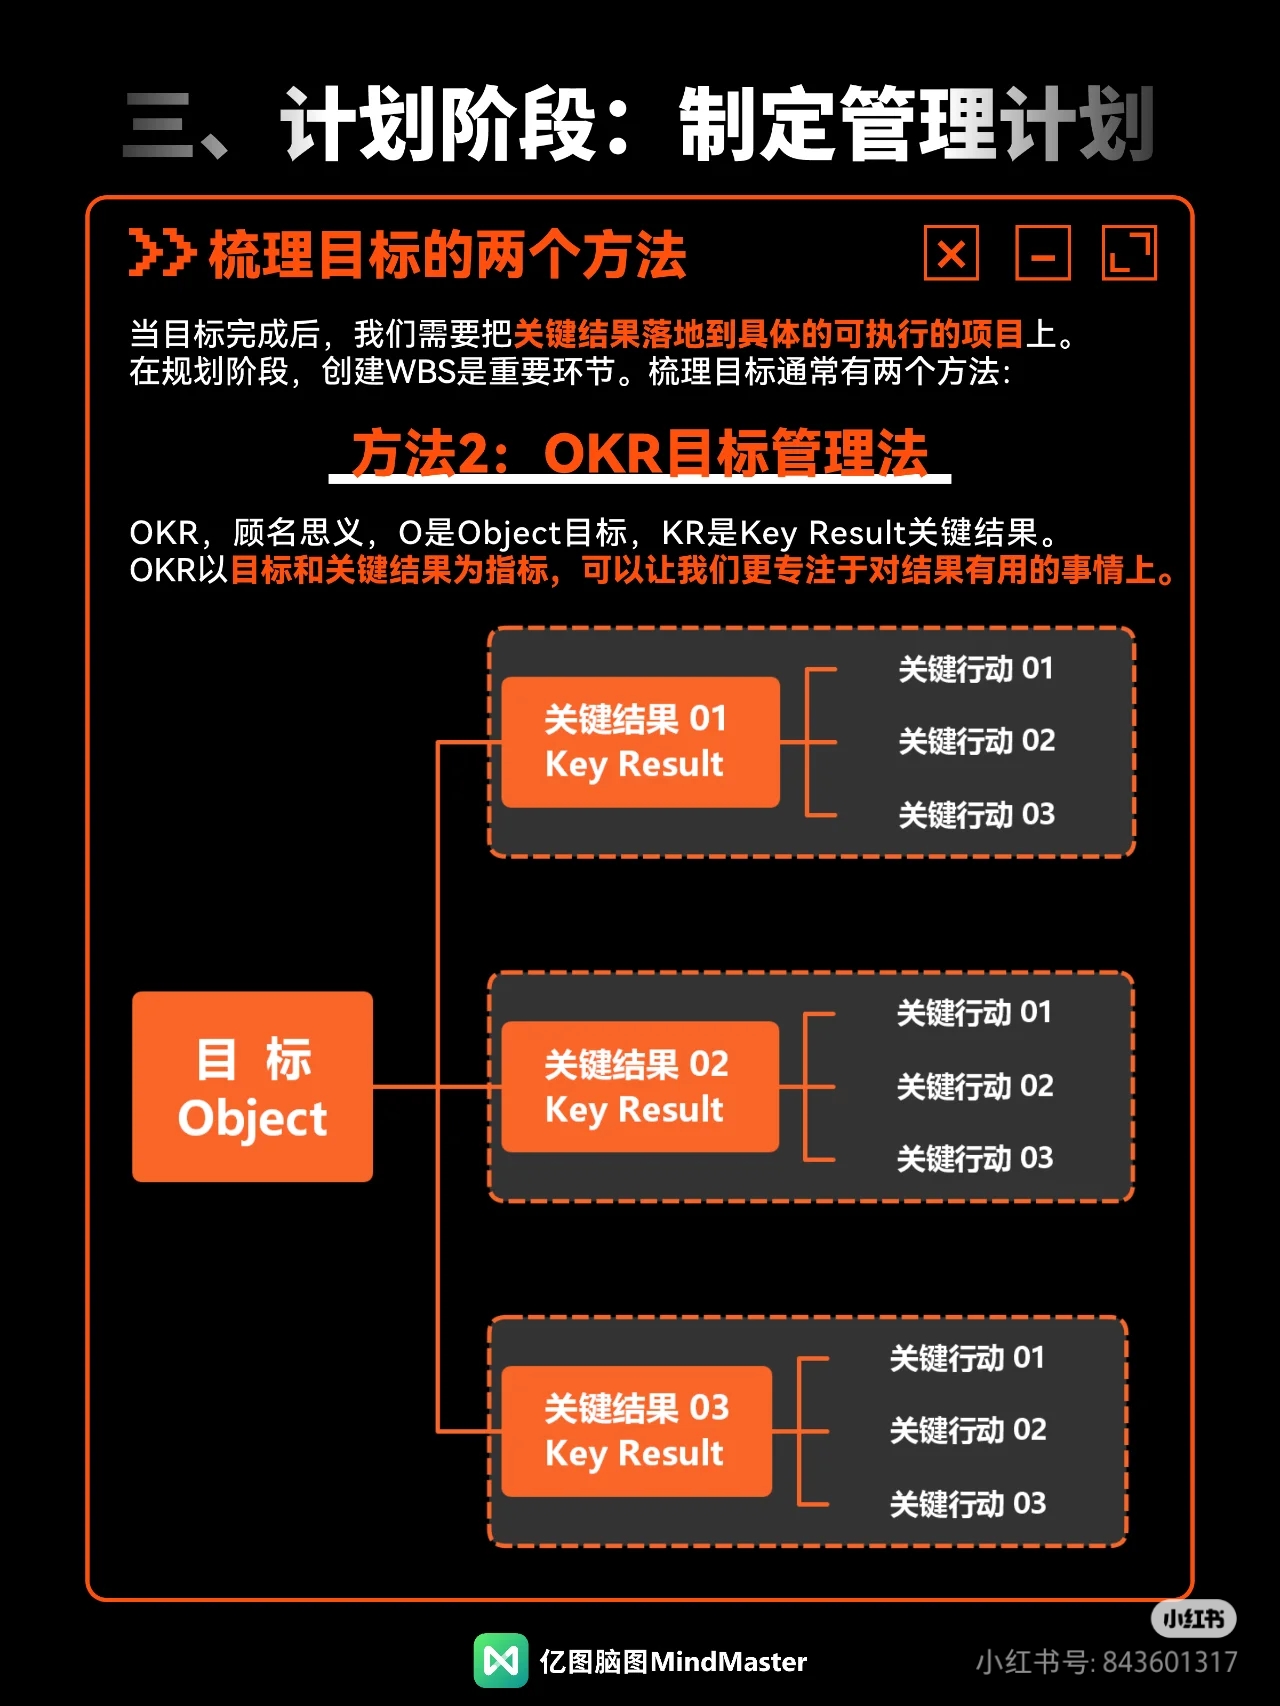 三、计划阶段：制定管理计划
梳理目标的两个方法
当目标完成后，我们需要把关键结果落地到具体的可执行的项目上。
在规划阶段，创建WBS是重要环节。梳理目标通常有两个方法：
方法2：OKR目标管理法
OKR，顾名思义，O是Object目标，KR是Key Result关键结果。
OKR以目标和关键结果为指标，可以让我们更专注于对结果有用的事情上。
目 标
Object
关键结果 01
Key Result
关键行动 01
关键行动 02
关键行动 03
关键结果 02
Key Result
关键行动 01
关键行动 02
关键行动 03
关键结果 03
Key Result
关键行动 01
关键行动 02
关键行动 03
亿图脑图MindMaster
小红书
小红书号: 843601317